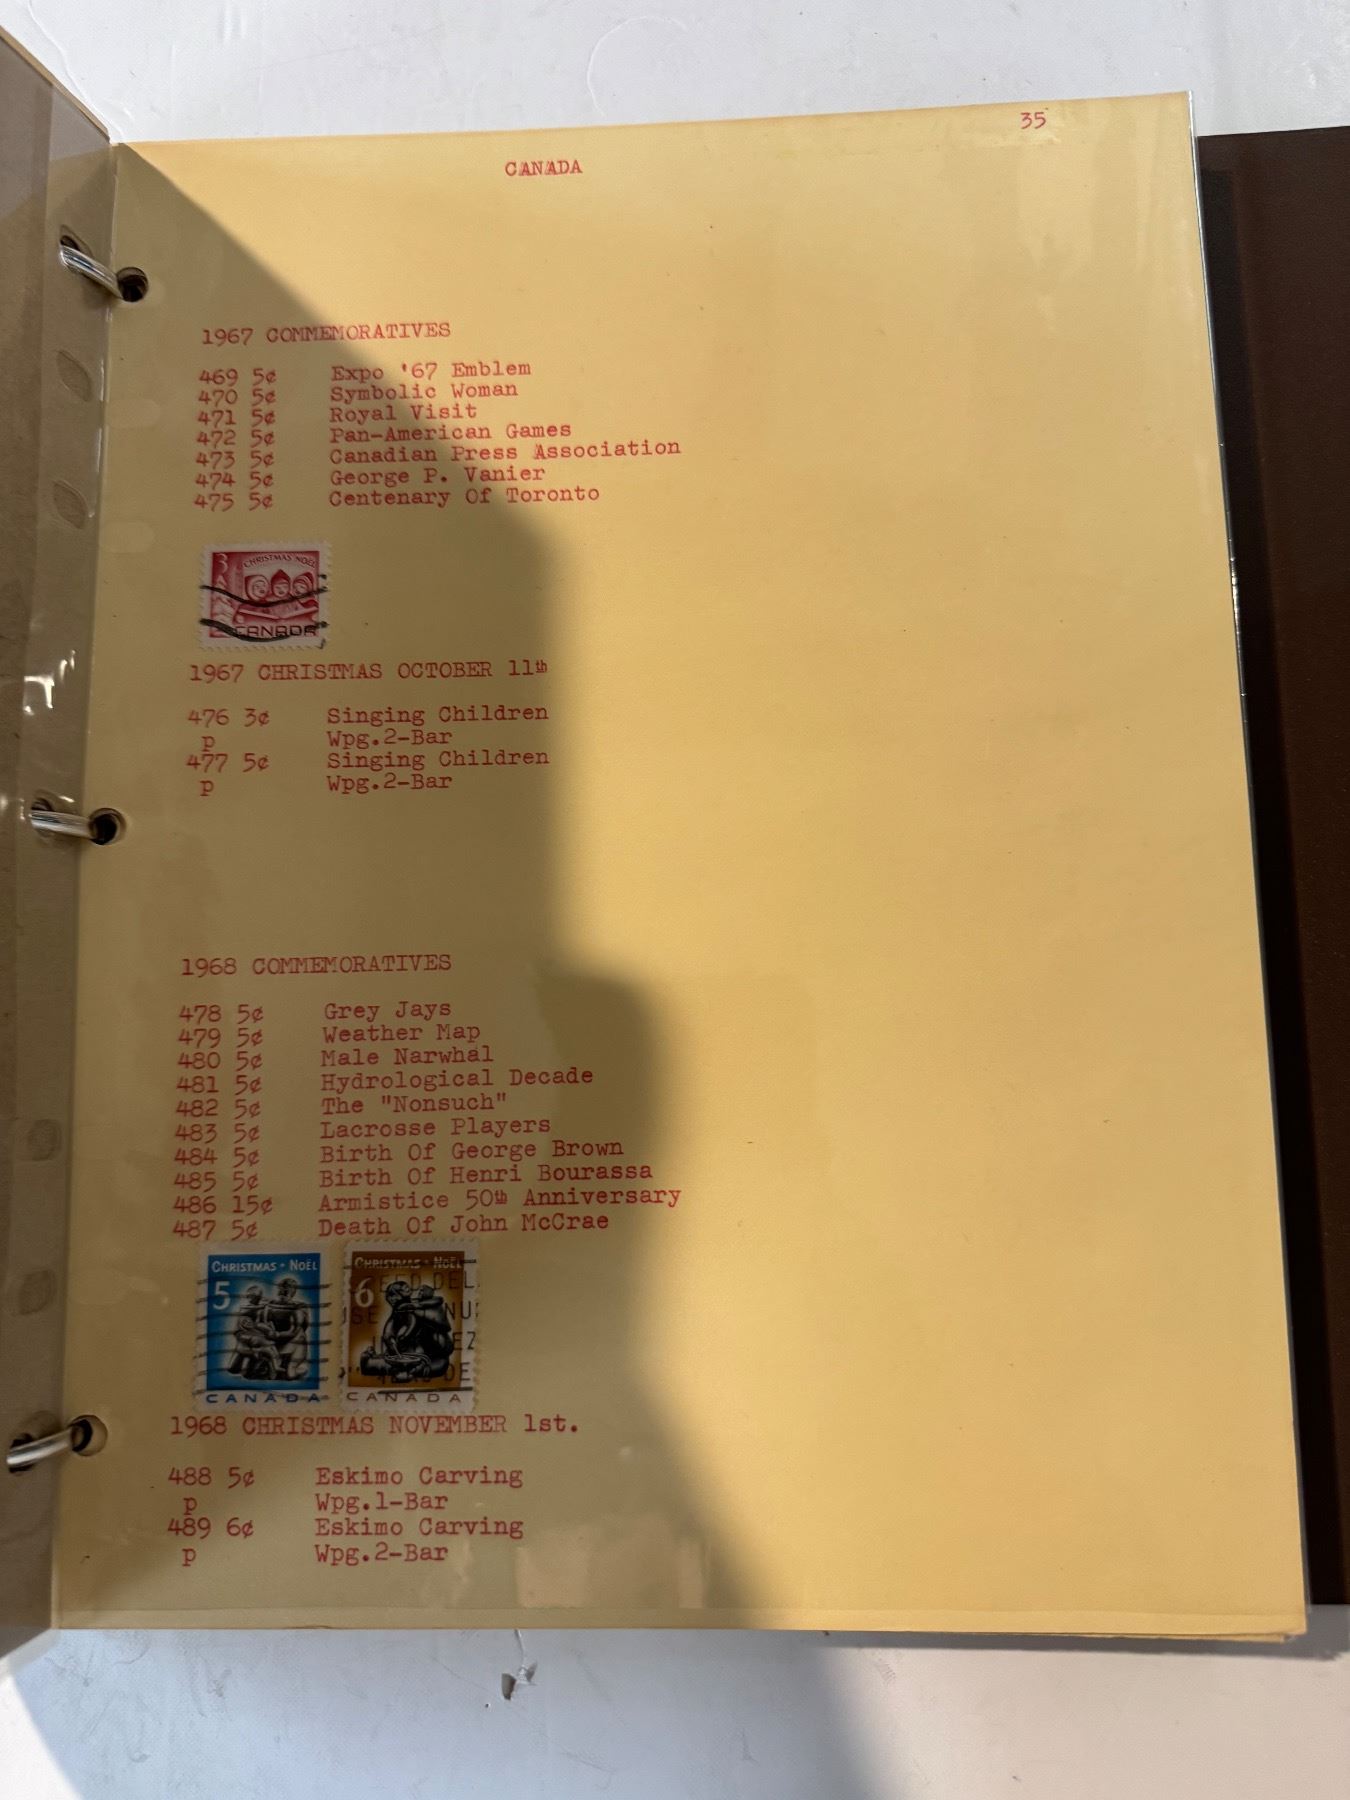 35
CANADA
1967 COMMEMORATIVES
469 5¢ Expo '67 Emblem
470 5¢ Symbolic Woman
471 5¢ Royal Visit
472 5¢ Pan-American Games
473 5¢ Canadian Press Association
474 5¢ George P. Vanier
475 5¢ Centenary Of Toronto
3 CHRISTMAS NOËL
CANADA
1967 CHRISTMAS OCTOBER 11th
476 3¢ Singing Children
p Wpg.2-Bar
477 5¢ Singing Children
p Wpg.2-Bar
1968 COMMEMORATIVES
478 5¢ Grey Jays
479 5¢ Weather Map
480 5¢ Male Narwhal
481 5¢ Hydrological Decade
482 5¢ The "Nonsuch"
483 5¢ Lacrosse Players
484 5¢ Birth Of George Brown
485 5¢ Birth Of Henri Bourassa
486 15¢ Armistice 50th Anniversary
487 5¢ Death Of John McCrae
CHRISTMAS • NOËL
5
CANADA
CHRISTMAS • NOËL
6
CANADA
1968 CHRISTMAS NOVEMBER 1st.
488 5¢ Eskimo Carving
p Wpg.1-Bar
489 6¢ Eskimo Carving
p Wpg.2-Bar